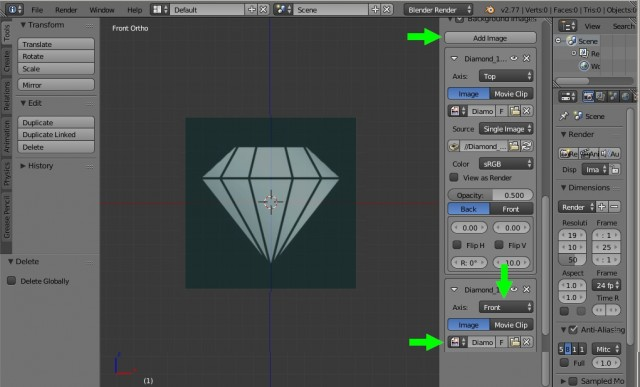 File Render Window Help Default Scene Blender Render v2.77 | Verts:0 | Faces:0 | Tris:0 | Objects:0
Tools
Create
Relations
Animation
Physics
Grease Pencil
Transform
Translate
Rotate
Scale
Mirror
Edit
Duplicate
Duplicate Linked
Delete
History
Delete
Delete Globally
Front Ortho
(1)
Background Images
Add Image
Diamond_1...
Axis: Top
Image Movie Clip
Diamo F
Source Single Image
//Diamond_...
Color sRGB
View as Render
Opacity: 0.500
Back Front
0.00 0.00
Flip H Flip V
R: 0° 10.0
Diamond_1
Axis: Front
Image Movie Clip
Diamo F
View Search
Scene
Re
Wo
Scene
Render
Re An Au
Disp Ima
Dimensions
Render
Resoluti Frame
19 : 1
10 25
50 : 1
Aspect Frame
1.0 24 fp
1.0 Time R
Anti-Aliasing
5 8 1 1 Mitc
Full 1.0
Sampled Mo